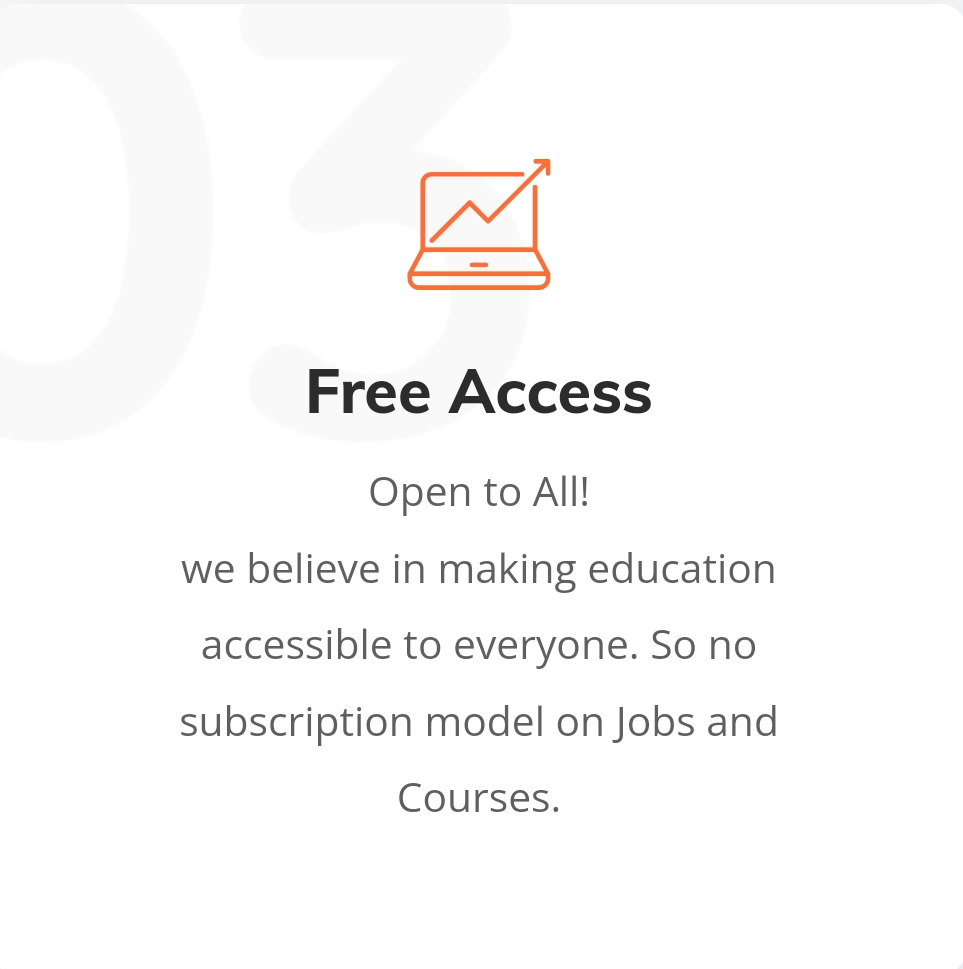 03
Free Access
Open to All!
we believe in making education
accessible to everyone. So no
subscription model on Jobs and
Courses.